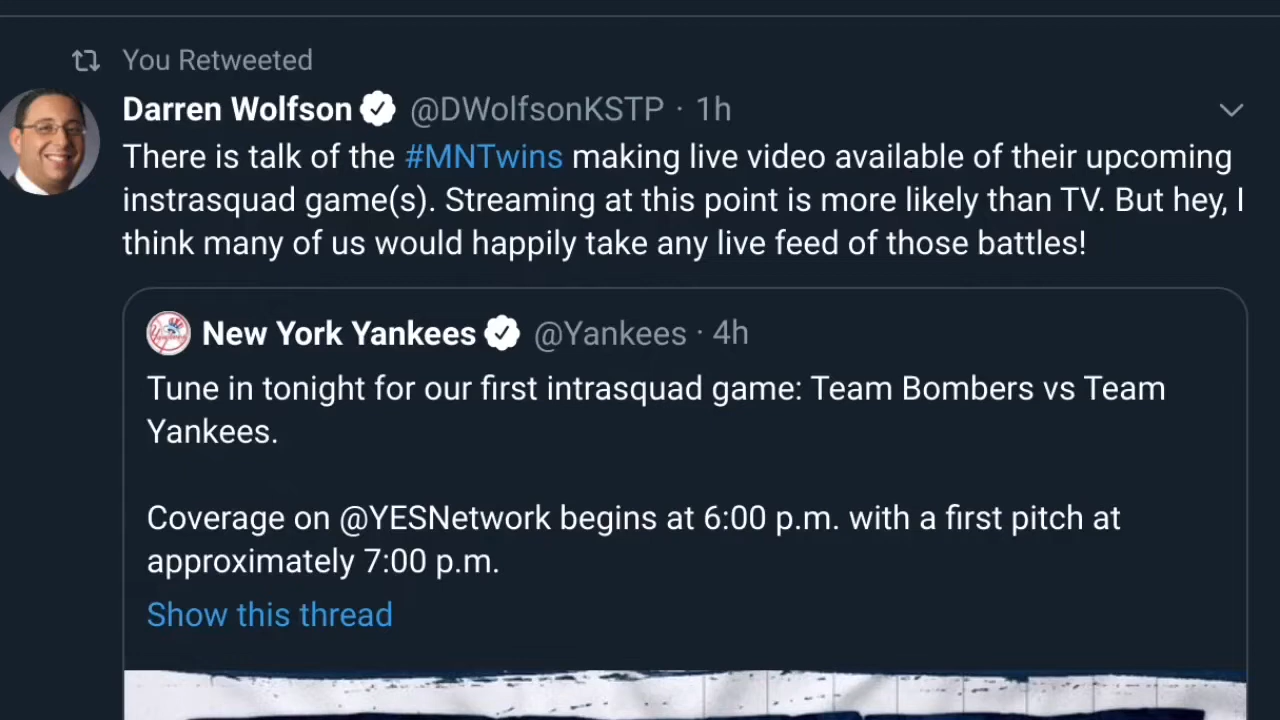 You Retweeted
Darren Wolfson @DWolfsonKSTP · 1h
There is talk of the #MNTwins making live video available of their upcoming
instrasquad game(s). Streaming at this point is more likely than TV. But hey, I
think many of us would happily take any live feed of those battles!
New York Yankees @Yankees · 4h
Tune in tonight for our first intrasquad game: Team Bombers vs Team
Yankees.
Coverage on @YESNetwork begins at 6:00 p.m. with a first pitch at
approximately 7:00 p.m.
Show this thread